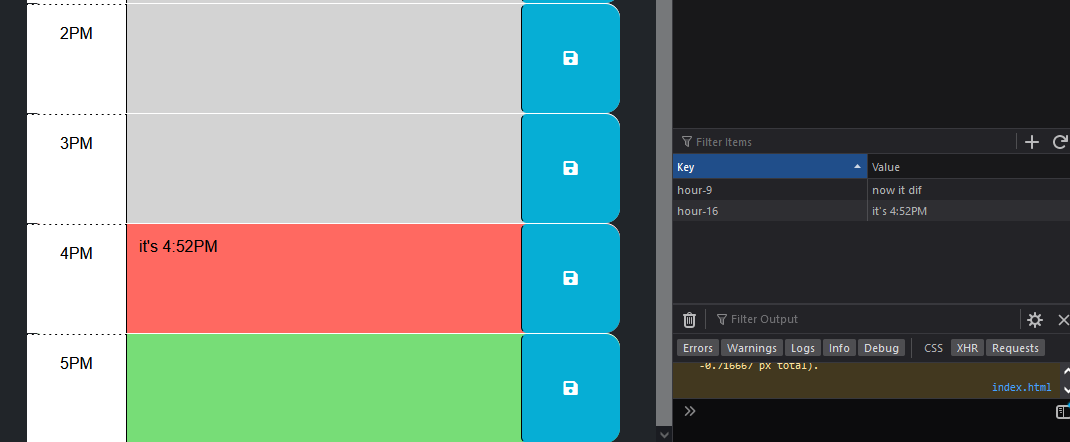 2PM
3PM
4PM
it's 4:52PM
5PM
Filter Items
Key Value
hour-9 now it dif
hour-16 it's 4:52PM
Filter Output
Errors Warnings Logs Info Debug CSS XHR Requests
-0.716667 px total).
index.html